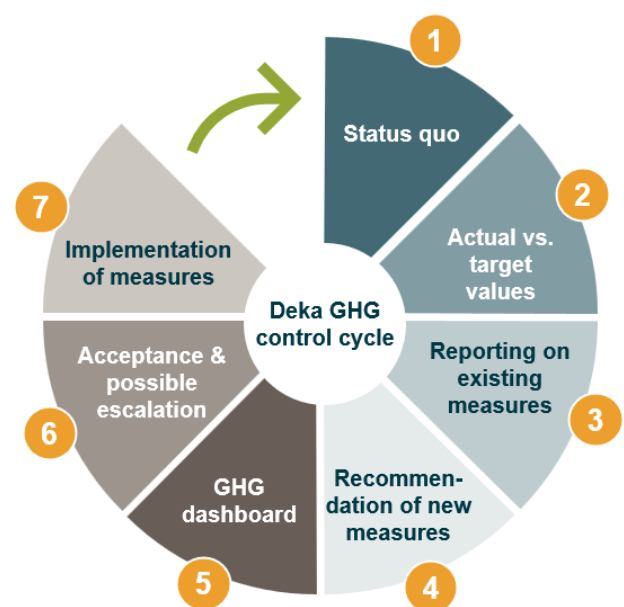 Deka GHG
control cycle
1
Status quo
2
Actual vs.
target
values
3
Reporting on
existing
measures
4
Recommen-
dation of new
measures
5
GHG
dashboard
6
Acceptance &
possible
escalation
7
Implementation
of measures